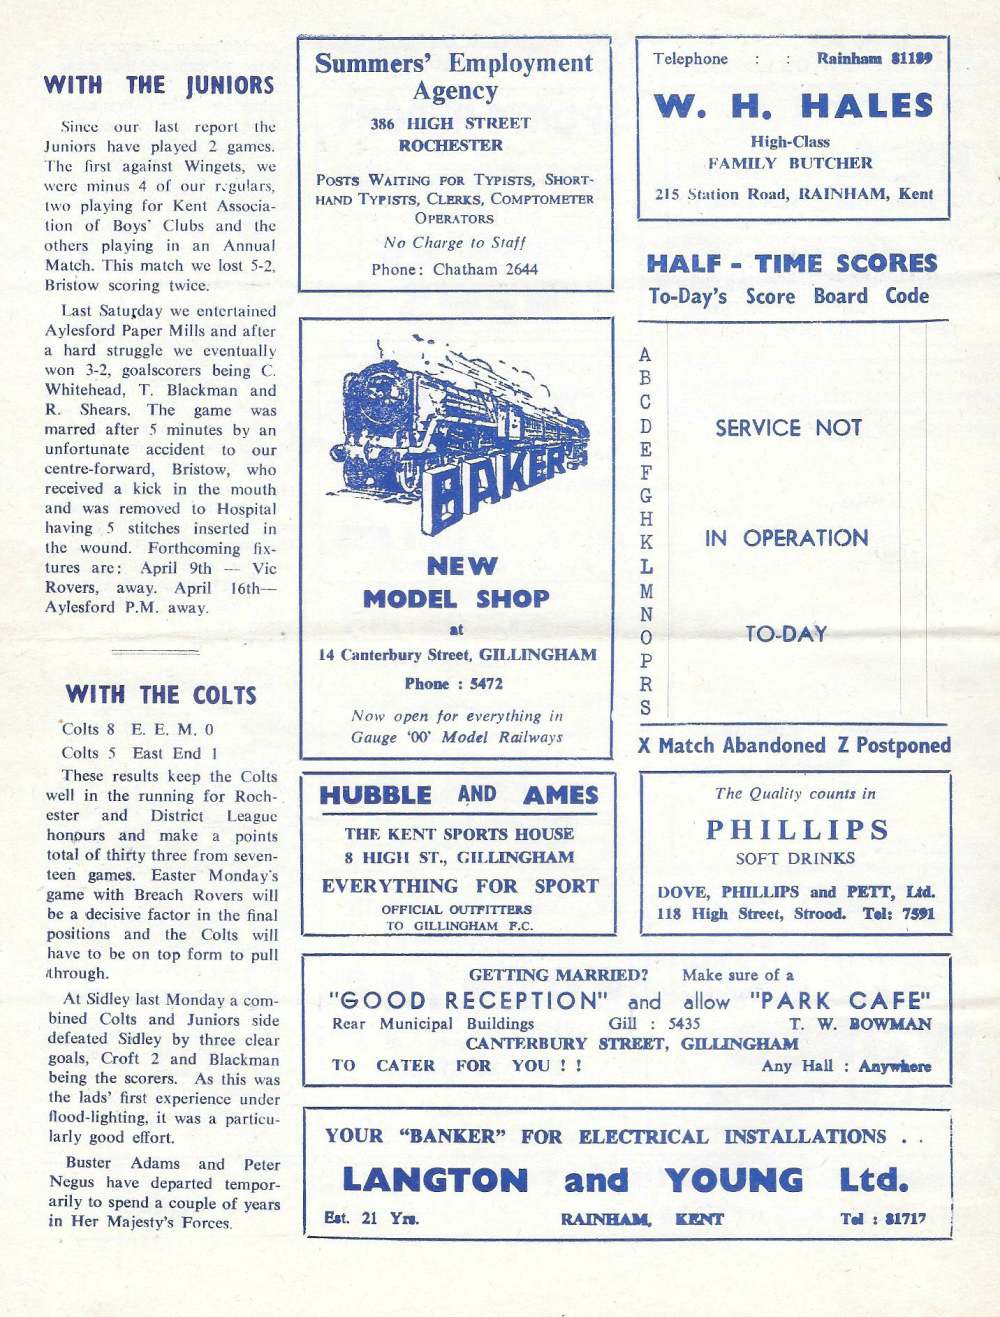 WITH THE JUNIORS
Since our last report the
Juniors have played 2 games.
The first against Wingets, we
were minus 4 of our regulars,
two playing for Kent Associa-
tion of Boys' Clubs and the
others playing in an Annual
Match. This match we lost 5-2,
Bristow scoring twice.
Last Saturday we entertained
Aylesford Paper Mills and after
a hard struggle we eventually
won 3-2, goalscorers being C.
Whitehead, T. Blackman and
R. Shears. The game was
marred after 5 minutes by an
unfortunate accident to our
centre-forward, Bristow, who
received a kick in the mouth
and was removed to Hospital
having 5 stitches inserted in
the wound. Forthcoming fix-
tures are: April 9th — Vic
Rovers, away. April 16th—
Aylesford P.M. away.
WITH THE COLTS
Colts 8 E. E. M. 0
Colts 5 East End 1
These results keep the Colts
well in the running for Roch-
ester and District League
honours and make a points
total of thirty three from seven-
teen games. Easter Monday's
game with Breach Rovers will
be a decisive factor in the final
positions and the Colts will
have to be on top form to pull
through.
At Sidley last Monday a com-
bined Colts and Juniors side
defeated Sidley by three clear
goals, Croft 2 and Blackman
being the scorers. As this was
the lads' first experience under
flood-lighting, it was a particu-
larly good effort.
Buster Adams and Peter
Negus have departed tempor-
arily to spend a couple of years
in Her Majesty's Forces.
Summers' Employment
Agency
386 HIGH STREET
ROCHESTER
POSTS WAITING FOR TYPISTS, SHORT-
HAND TYPISTS, CLERKS, COMPTOMETER
OPERATORS
No Charge to Staff
Phone: Chatham 2644
BAKER'S
NEW
MODEL SHOP
at
14 Canterbury Street, GILLINGHAM
Phone : 5472
Now open for everything in
Gauge '00' Model Railways
HUBBLE AND AMES
THE KENT SPORTS HOUSE
8 HIGH ST., GILLINGHAM
EVERYTHING FOR SPORT
OFFICIAL OUTFITTERS
TO GILLINGHAM F.C.
Telephone : : Rainham 81189
W. H. HALES
High-Class
FAMILY BUTCHER
215 Station Road, RAINHAM, Kent
HALF - TIME SCORES
To-Day's Score Board Code
A
B
C
D SERVICE NOT
E
F
G
H
K IN OPERATION
L
M
N
O TO-DAY
P
R
S
X Match Abandoned Z Postponed
The Quality counts in
PHILLIPS
SOFT DRINKS
DOVE, PHILLIPS and PETT, Ltd.
118 High Street, Strood. Tel: 7591
GETTING MARRIED? Make sure of a
"GOOD RECEPTION" and allow "PARK CAFE"
Rear Municipal Buildings Gill : 5435 T. W. BOWMAN
CANTERBURY STREET, GILLINGHAM
TO CATER FOR YOU ! ! Any Hall : Anywhere
YOUR "BANKER" FOR ELECTRICAL INSTALLATIONS . .
LANGTON and YOUNG Ltd.
Est. 21 Yrs. RAINHAM, KENT Tel : 81717